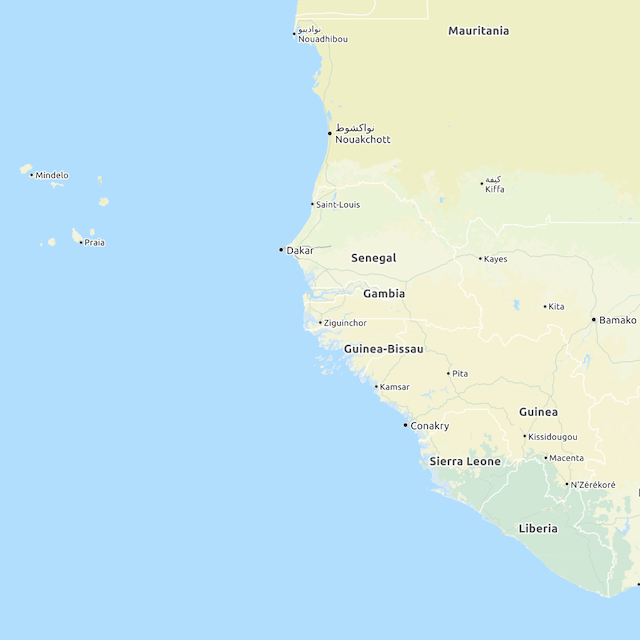 نواذيبو
Nouadhibou
Mauritania
نواكشوط
Nouakchott
Mindelo
كيفة
Kiffa
Saint-Louis
Praia
Dakar
Senegal
Kayes
Gambia
Kita
Bamako
Ziguinchor
Guinea-Bissau
Pita
Kamsar
Guinea
Conakry
Kissidougou
Macenta
Sierra Leone
N'Zérékoré
Liberia